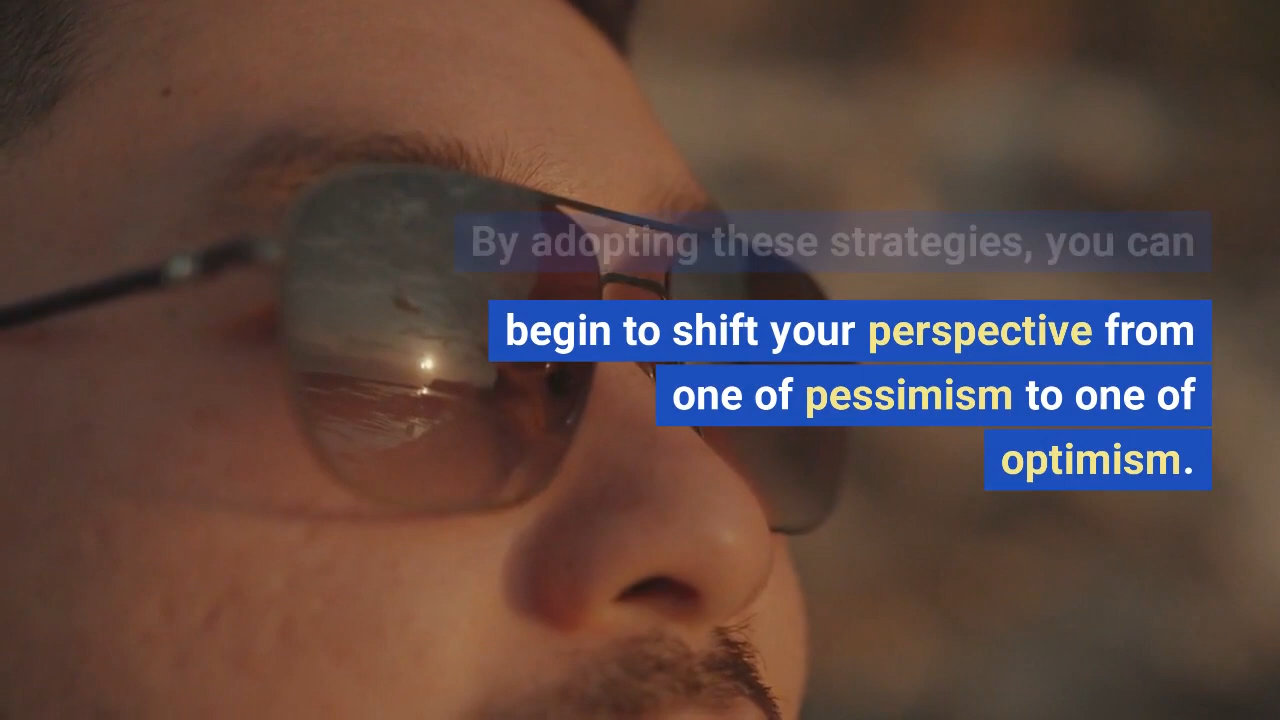 By adopting these strategies, you can
begin to shift your perspective from
one of pessimism to one of
optimism.